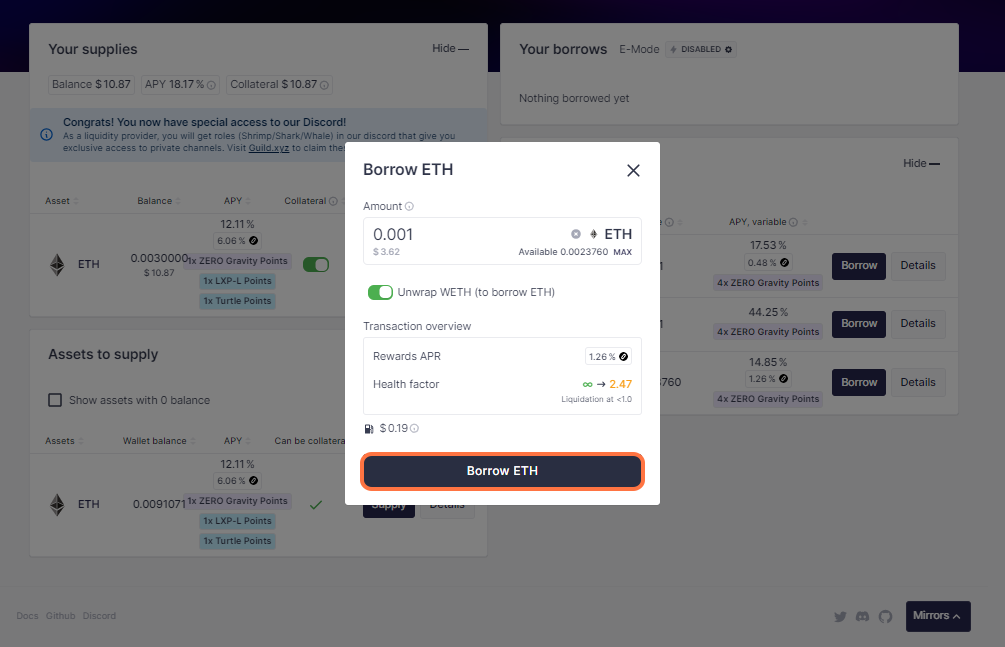 Your supplies
Hide —
Balance $ 10.87
APY 18.17 %
Collateral $ 10.87
Congrats! You now have special access to our Discord!
As a liquidity provider, you will get roles (Shrimp/Shark/Whale) in our discord that give you
exclusive access to private channels. Visit Guild.xyz to claim the
Asset
Balance
APY
Collateral
ETH
0.0030000
$ 10.87
12.11 %
6.06 %
1x ZERO Gravity Points
1x LXP-L Points
1x Turtle Points
Assets to supply
Show assets with 0 balance
Assets
Wallet balance
APY
Can be collatera
ETH
0.0091071
12.11 %
6.06 %
1x ZERO Gravity Points
1x LXP-L Points
1x Turtle Points
Supply
Details
Your borrows
E-Mode
DISABLED
Nothing borrowed yet
Hide —
APY, variable
17.53 %
0.48 %
4x ZERO Gravity Points
Borrow
Details
44.25 %
4x ZERO Gravity Points
Borrow
Details
3760
14.85 %
1.26 %
4x ZERO Gravity Points
Borrow
Details
Borrow ETH
Amount
0.001
ETH
$ 3.62
Available 0.0023760 MAX
Unwrap WETH (to borrow ETH)
Transaction overview
Rewards APR
1.26 %
Health factor
∞ → 2.47
Liquidation at <1.0
$ 0.19
Borrow ETH
Docs Github Discord
Mirrors